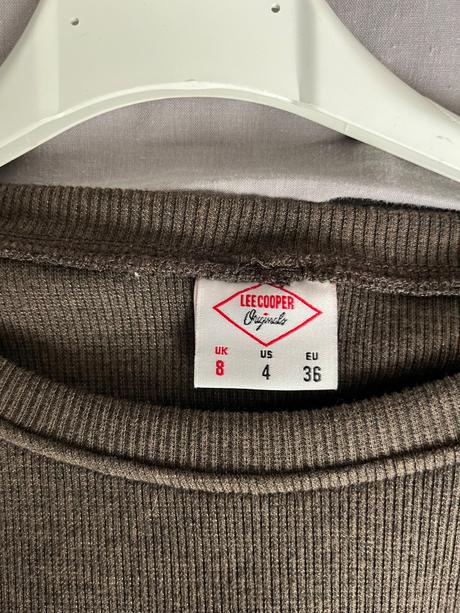 LEE COOPER
Originals
UK US EU
8 4 36